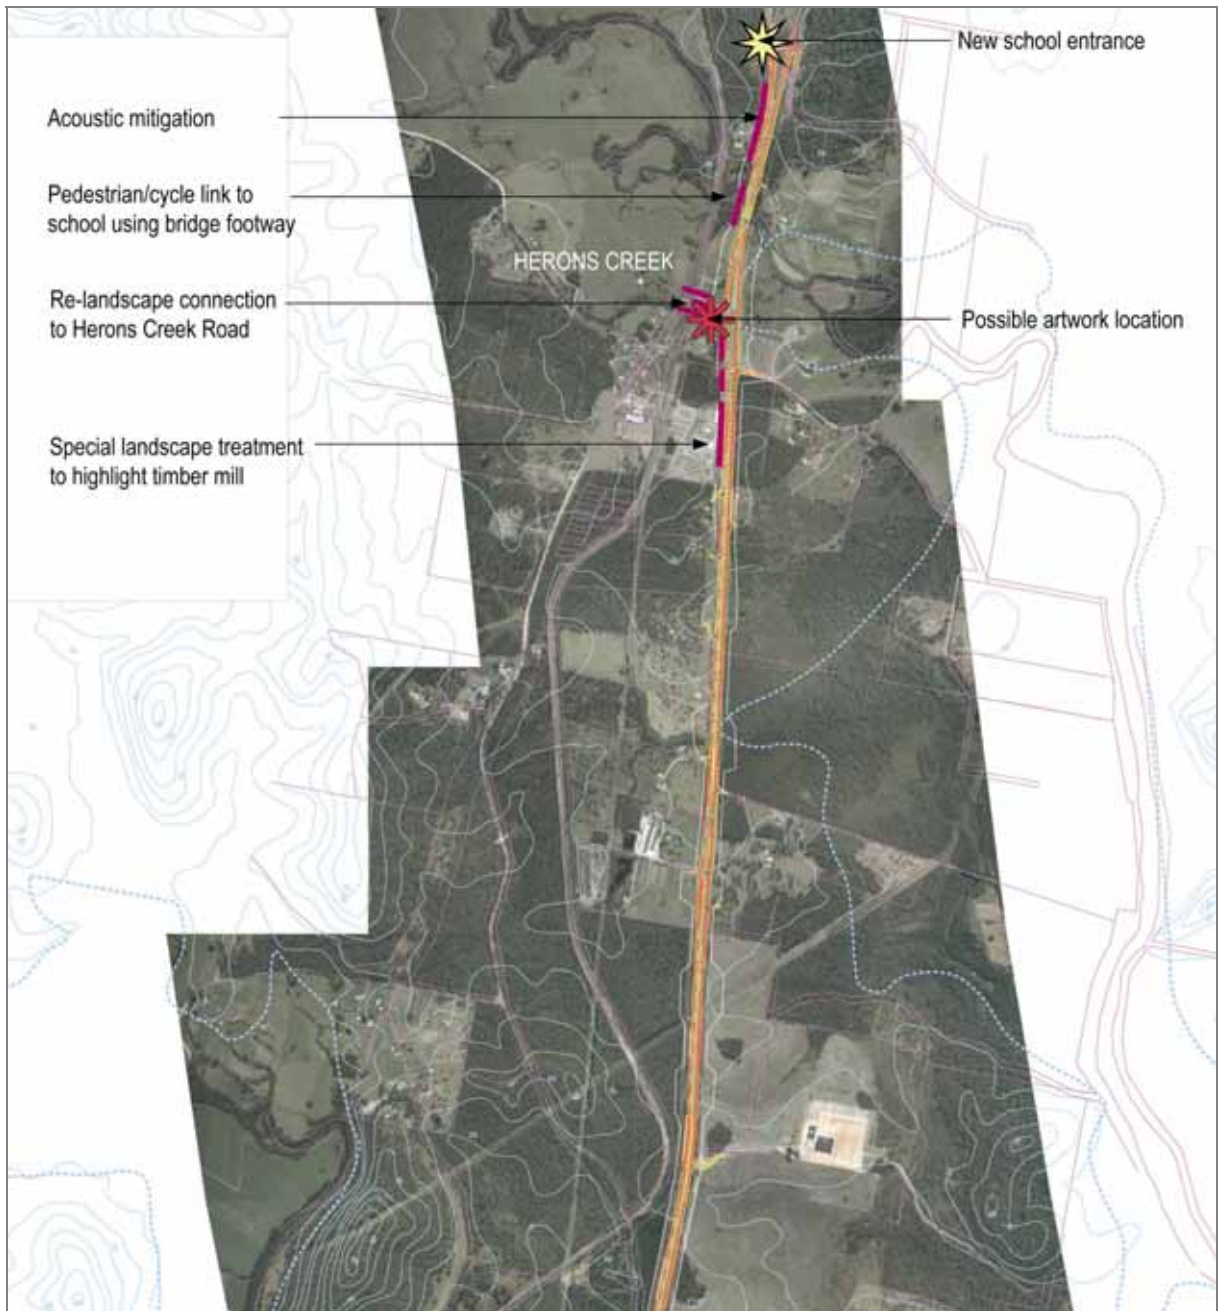 New school entrance
Acoustic mitigation
Pedestrian/cycle link to
school using bridge footway
HERONS CREEK
Re-landscape connection
to Herons Creek Road
Possible artwork location
Special landscape treatment
to highlight timber mill